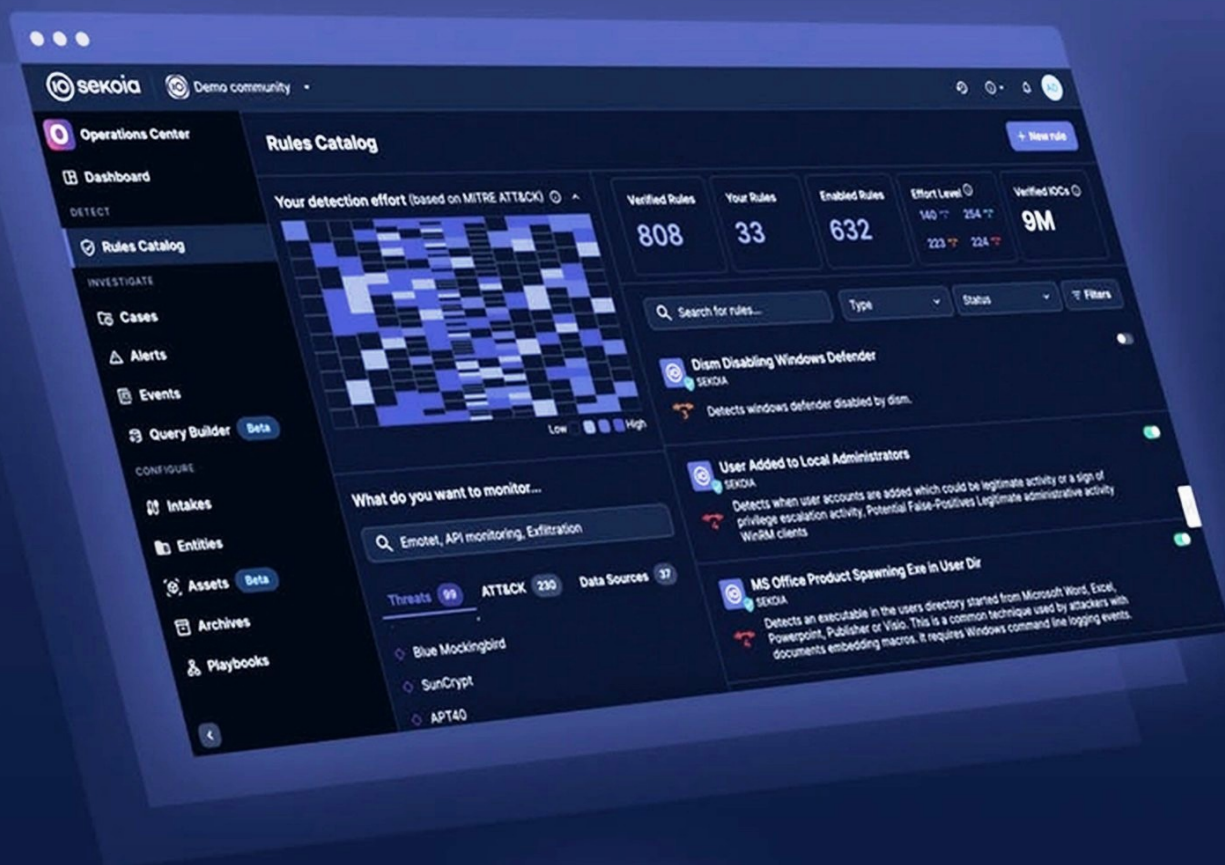 sekoia
Demo community
AD
Operations Center
Dashboard
DETECT
Rules Catalog
INVESTIGATE
Cases
Alerts
Events
Query Builder Beta
CONFIGURE
Intakes
Entities
Assets Beta
Archives
Playbooks
Rules Catalog
+ New rule
Your detection effort (based on MITRE ATT&CK)
Low High
What do you want to monitor...
Emotet, API monitoring, Exfiltration
Threats 99 ATT&CK 230 Data Sources 37
Blue Mockingbird
SunCrypt
APT40
Verified Rules
808
Your Rules
33
Enabled Rules
632
Effort Level
140 254
223 224
Verified IOCs
9M
Search for rules...
Type
Status
Filters
Dism Disabling Windows Defender
SEKOIA
Detects windows defender disabled by dism.
User Added to Local Administrators
SEKOIA
Detects when user accounts are added which could be legitimate activity or a sign of
privilege escalation activity, Potential False-Positives Legitimate administrative activity
WinRM clients
MS Office Product Spawning Exe in User Dir
SEKOIA
Detects an executable in the users directory started from Microsoft Word, Excel,
Powerpoint, Publisher or Visio. This is a common technique used by attackers with
documents embedding macros. It requires Windows command line logging events.